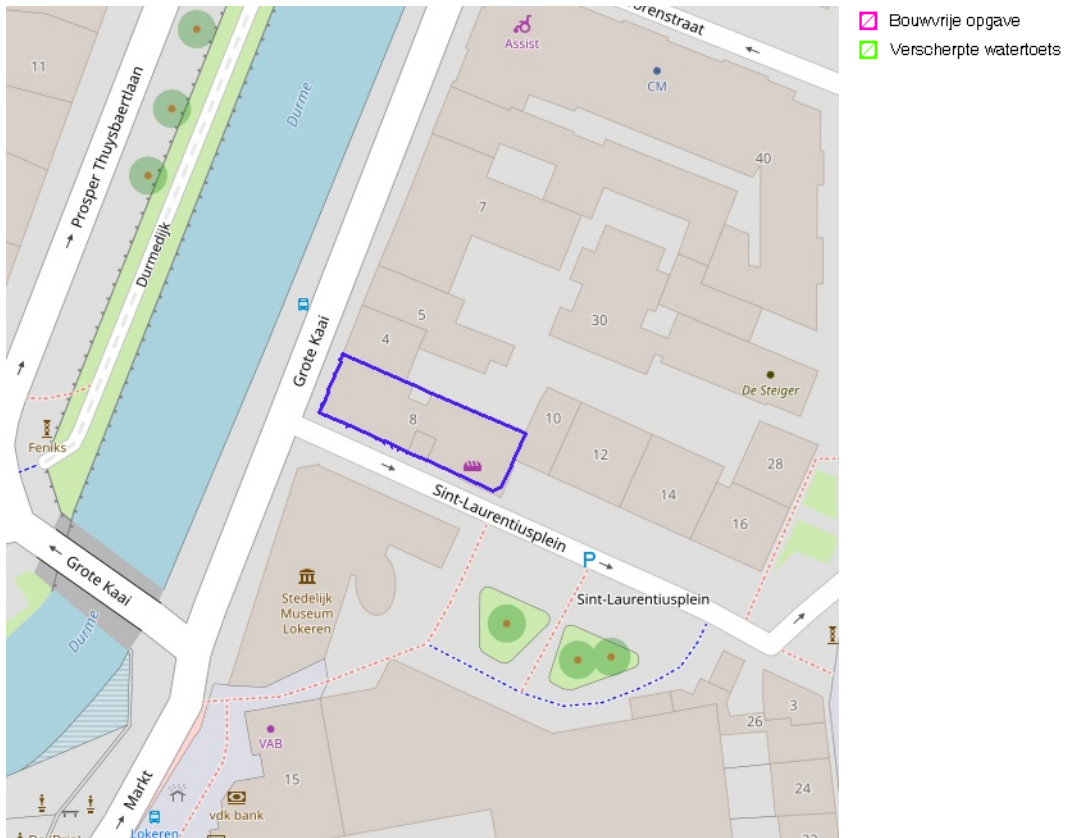 Bouwvrije opgave
Verscherpte watertoets
orenstraat
Assist
CM
11
Prosper Thuysbaertlaan
Durme
40
7
Durmedijk
5
4
30
Grote Kaai
De Steiger
8
10
12
28
Feniks
14
16
Sint-Laurentiusplein
P
Grote Kaai
Stedelijk
Museum
Lokeren
Sint-Laurentiusplein
Durme
3
26
VAB
15
24
Markt
vdk bank
Lokeren